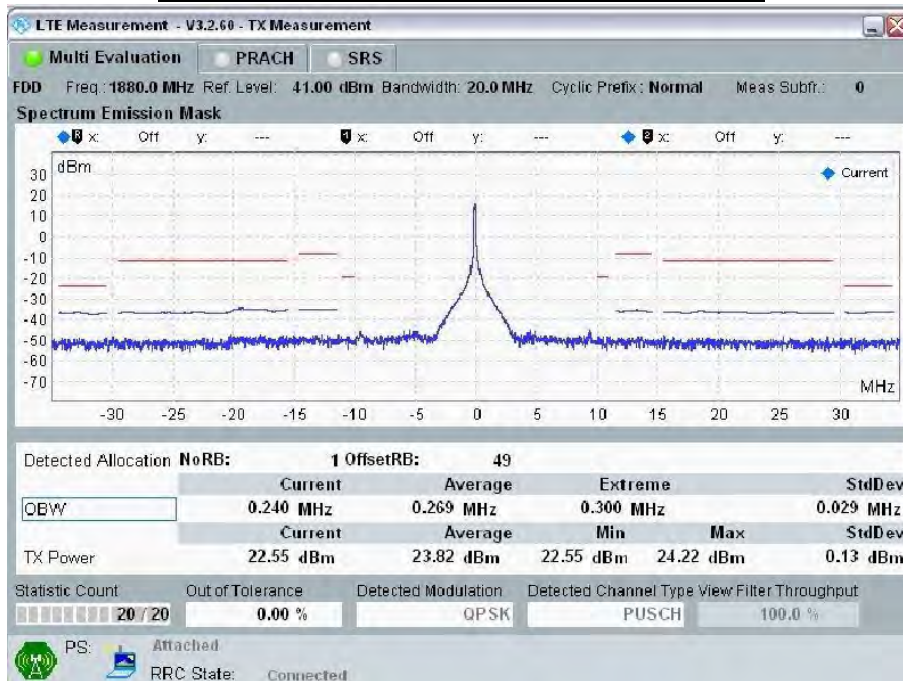 LTE Measurement - V3.2.60 - TX Measurement
Multi Evaluation PRACH SRS
FDD Freq.: 1880.0 MHz Ref. Level: 41.00 dBm Bandwidth: 20.0 MHz Cyclic Prefix: Normal Meas Subfr.: 0
Spectrum Emission Mask
R x: Off y: --- 1 x: Off y: --- 2 x: Off y: ---
dBm
Current
30
20
10
0
-10
-20
-30
-40
-50
-60
-70
MHz
-30 -25 -20 -15 -10 -5 0 5 10 15 20 25 30
Detected Allocation NoRB: 1 OffsetRB: 49
Current Average Extreme StdDev
OBW 0.240 MHz 0.269 MHz 0.300 MHz 0.029 MHz
Current Average Min Max StdDev
TX Power 22.55 dBm 23.82 dBm 22.55 dBm 24.22 dBm 0.13 dBm
Statistic Count Out of Tolerance Detected Modulation Detected Channel Type View Filter Throughput
20 / 20 0.00 % QPSK PUSCH 100.0 %
PS: Attached
RRC State: Connected